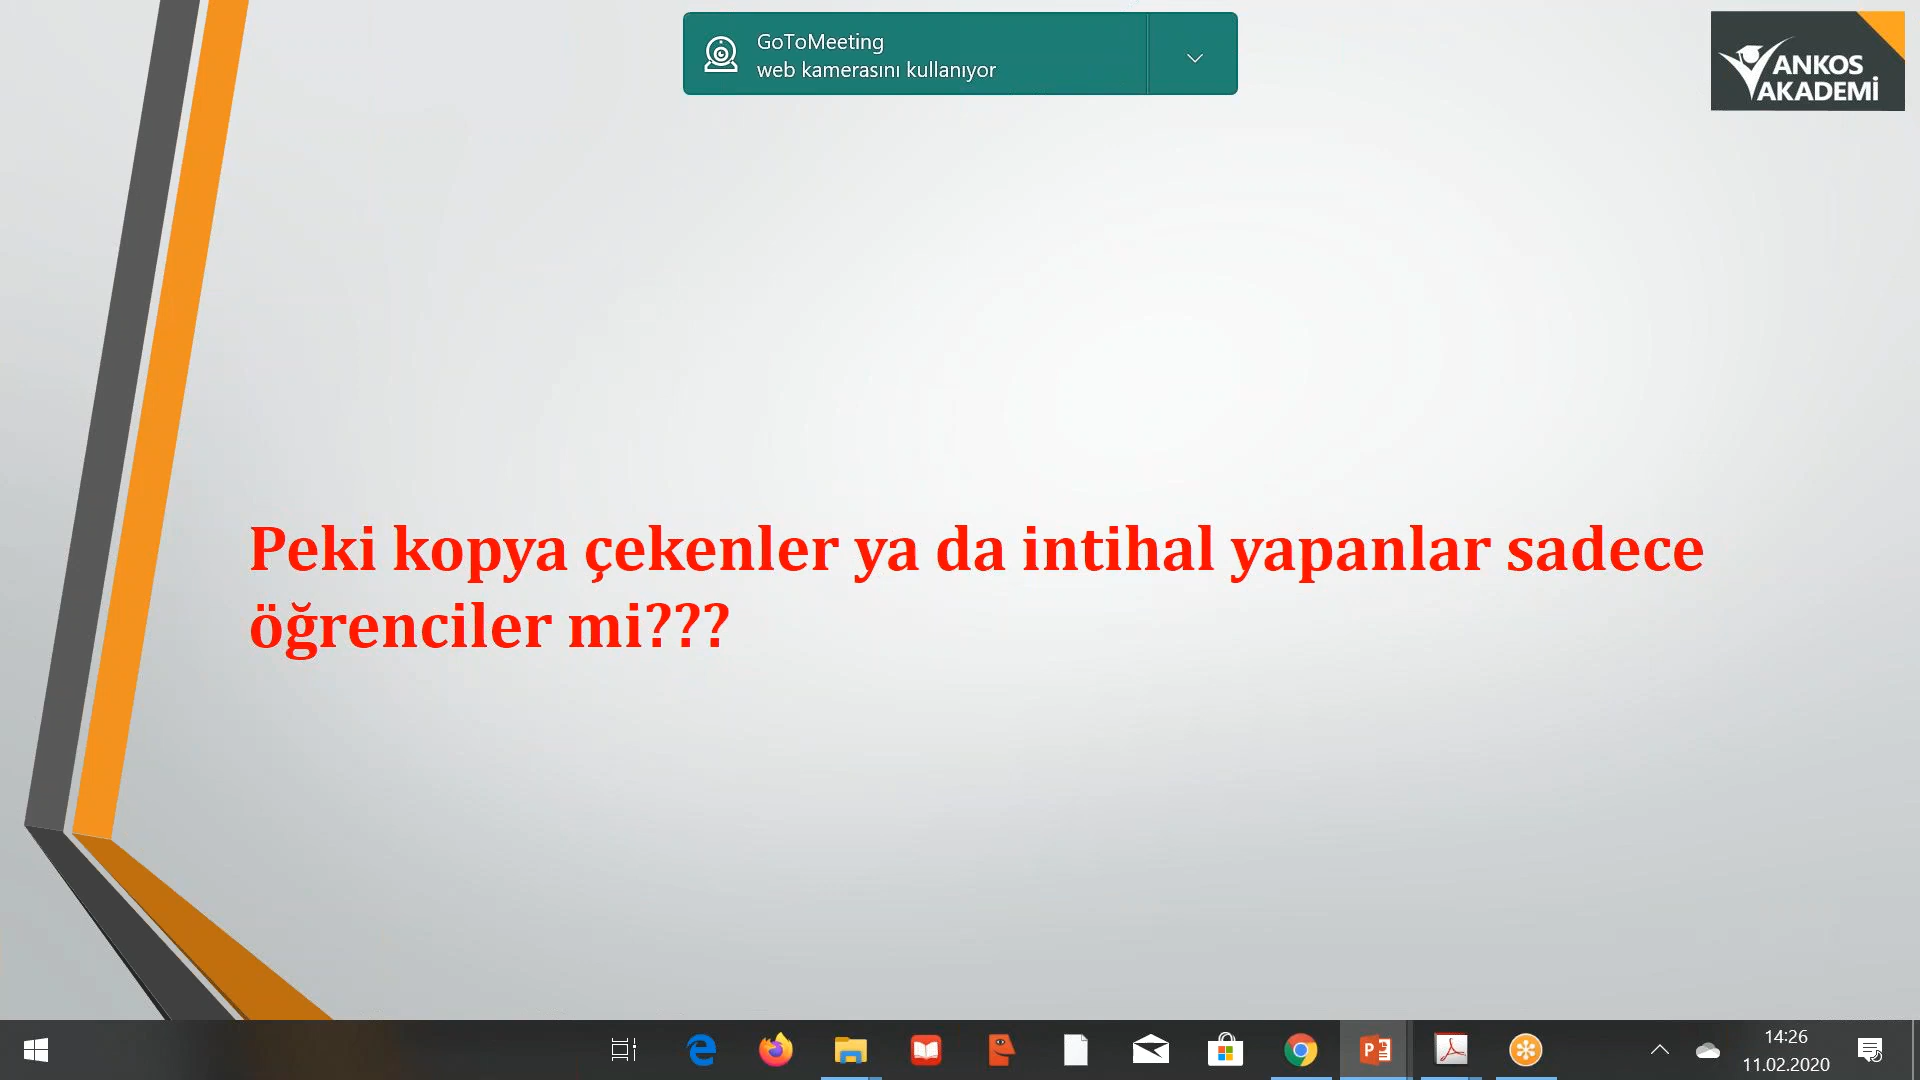 GoToMeeting
web kamerasını kullanıyor
ANKOS
AKADEMİ
Peki kopya çekenler ya da intihal yapanlar sadece
öğrenciler mi???
14:26
11.02.2020